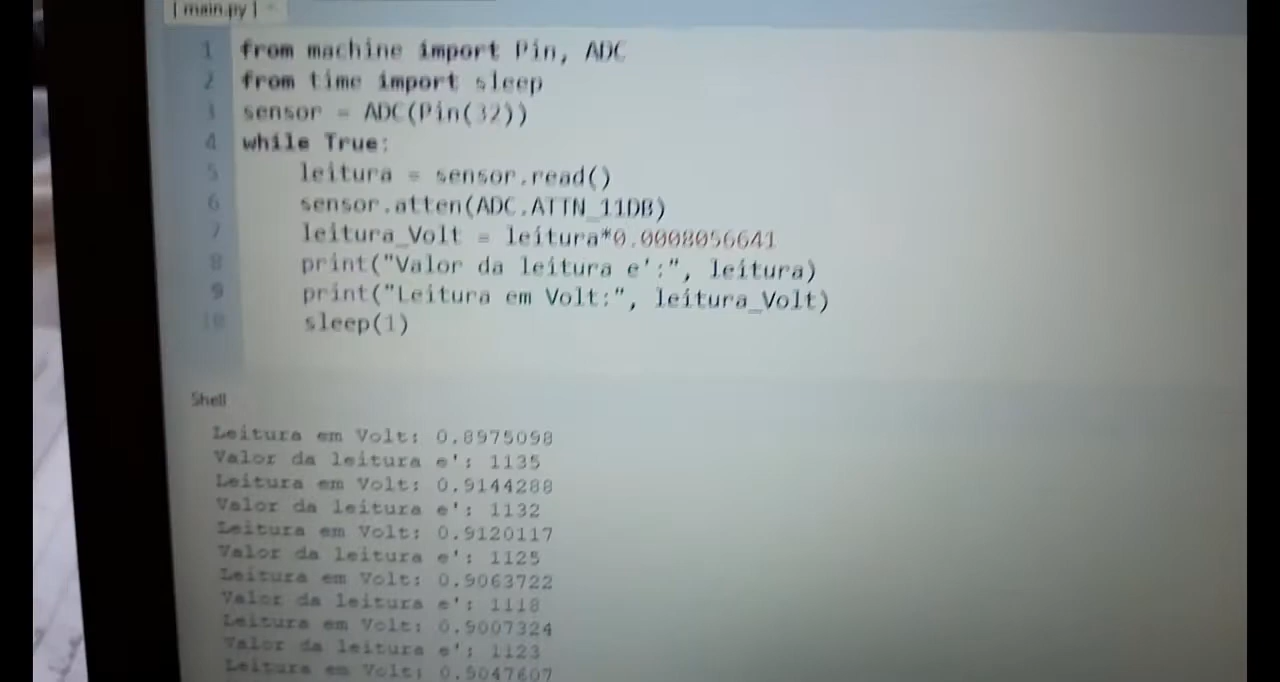 [ main.py ]
1 from machine import Pin, ADC
2 from time import sleep
3 sensor = ADC(Pin(32))
4 while True:
5 leitura = sensor.read()
6 sensor.atten(ADC.ATTN_11DB)
7 leitura_Volt = leitura*0.0008056641
8 print("Valor da leitura e':", leitura)
9 print("Leitura em Volt:", leitura_Volt)
10 sleep(1)
Shell
Leitura em Volt: 0.8975098
Valor da leitura e': 1135
Leitura em Volt: 0.9144288
Valor da leitura e': 1132
Leitura em Volt: 0.9120117
Valor da leitura e': 1125
Leitura em Volt: 0.9063722
Valor da leitura e': 1118
Leitura em Volt: 0.9007324
Valor da leitura e': 1123
Leitura em Volt: 0.9047607